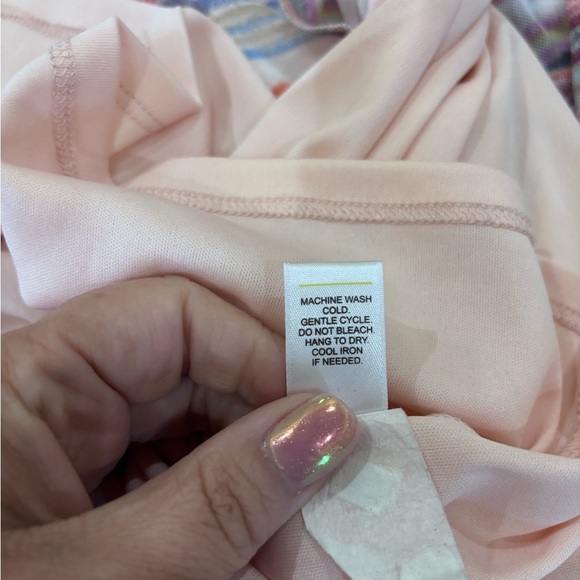 MACHINE WASH
COLD.
GENTLE CYCLE.
DO NOT BLEACH.
HANG TO DRY.
COOL IRON
IF NEEDED.